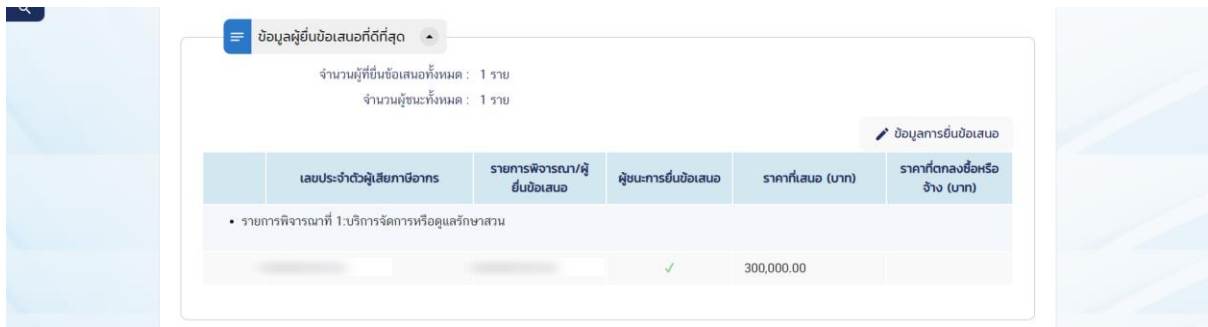 ข้อมูลผู้ยื่นข้อเสนอที่ดีที่สุด
จำนวนผู้ที่ยื่นข้อเสนอทั้งหมด : 1 ราย
จำนวนผู้ชนะทั้งหมด : 1 ราย
ข้อมูลการยื่นข้อเสนอ
เลขประจำตัวผู้เสียภาษีอากร รายการพิจารณา/ผู้ยื่นข้อเสนอ ผู้ชนะการยื่นข้อเสนอ ราคาที่เสนอ (บาท) ราคาที่ตกลงซื้อหรือจ้าง (บาท)
• รายการพิจารณาที่ 1:บริการจัดการหรือดูแลรักษาสวน
✓ 300,000.00